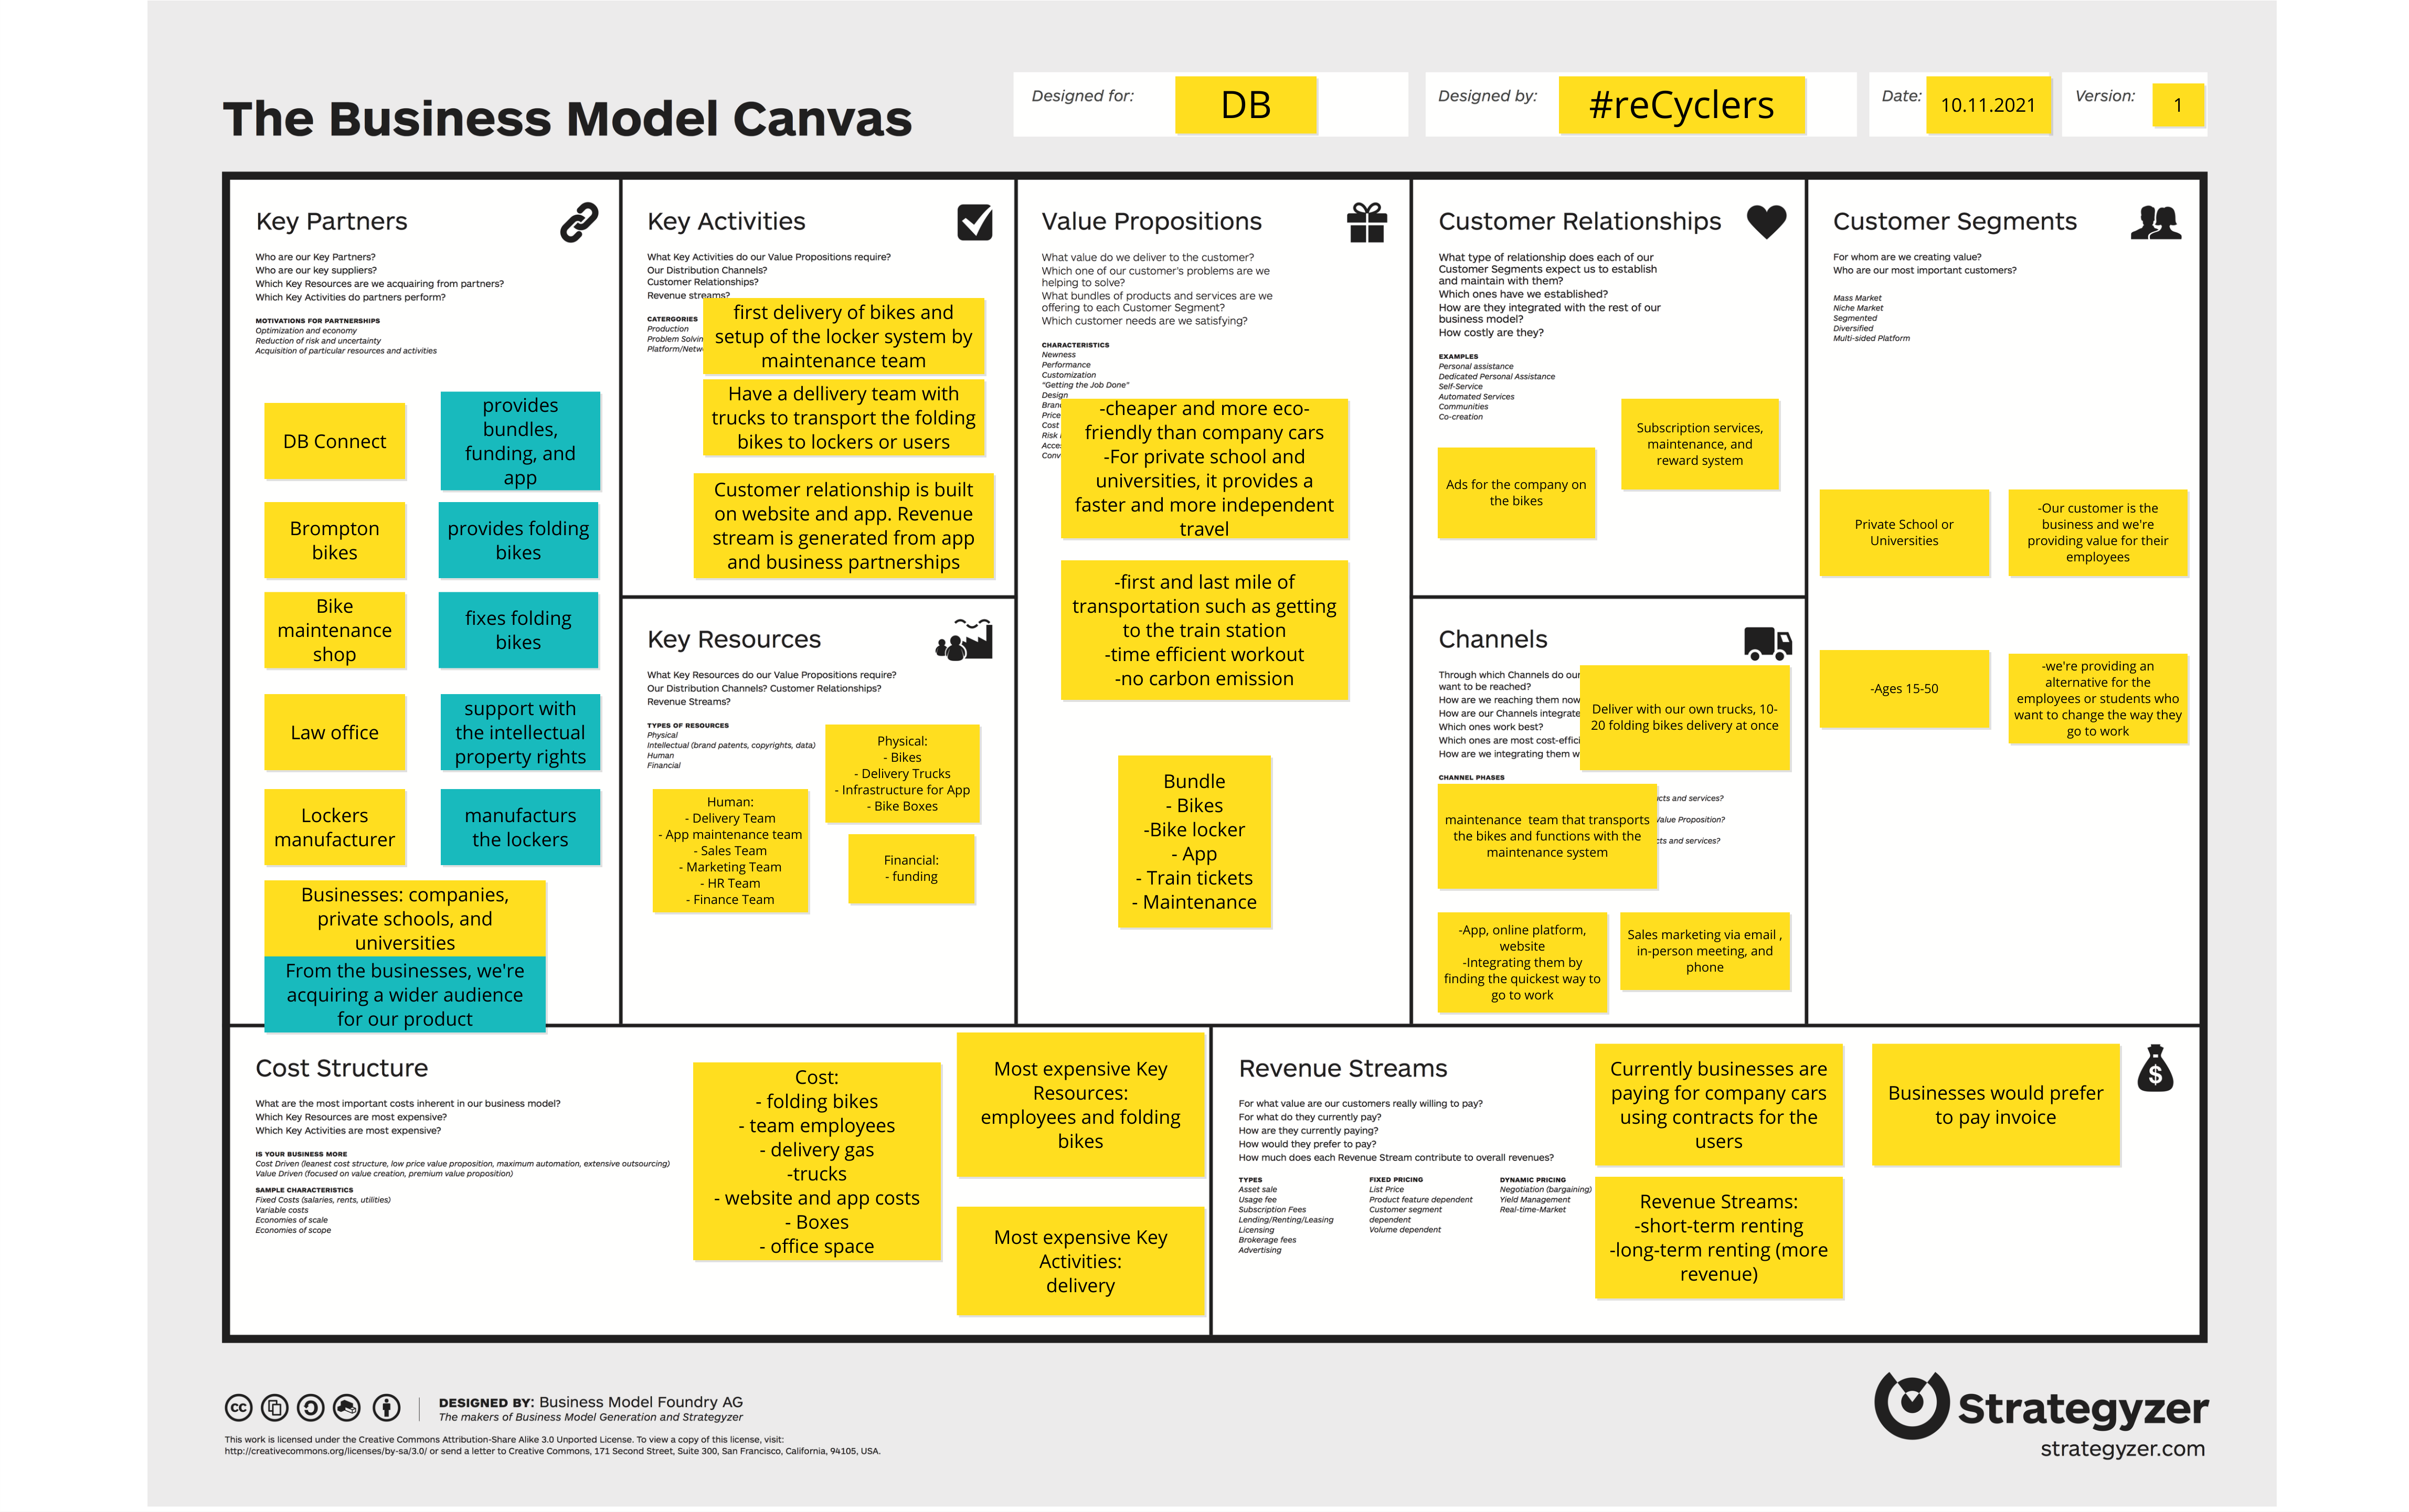 The Business Model Canvas
Designed for:
DB
Designed by:
#reCyclers
Date:
10.11.2021
Version:
1
Key Partners
Who are our Key Partners?
Who are our key suppliers?
Which Key Resources are we acquairing from partners?
Which Key Activities do partners perform?
MOTIVATIONS FOR PARTNERSHIPS
Optimization and economy
Reduction of risk and uncertainty
Acquisition of particular resources and activities
DB Connect
provides
bundles,
funding, and
app
Brompton
bikes
provides folding
bikes
Bike
maintenance
shop
fixes folding
bikes
Law office
support with
the intellectual
property rights
Lockers
manufacturer
manufacturs
the lockers
Businesses: companies,
private schools, and
universities
From the businesses, we're
acquiring a wider audience
for our product
Key Activities
What Key Activities do our Value Propositions require?
Our Distribution Channels?
Customer Relationships?
Revenue streams?
CATERGORIES
Production
Problem Solvin
Platform/Netw
first delivery of bikes and
setup of the locker system by
maintenance team
Have a dellivery team with
trucks to transport the folding
bikes to lockers or users
Customer relationship is built
on website and app. Revenue
stream is generated from app
and business partnerships
Key Resources
What Key Resources do our Value Propositions require?
Our Distribution Channels? Customer Relationships?
Revenue Streams?
TYPES OF RESOURCES
Physical
Intellectual (brand patents, copyrights, data)
Human
Financial
Physical:
- Bikes
- Delivery Trucks
- Infrastructure for App
- Bike Boxes
Human:
- Delivery Team
- App maintenance team
- Sales Team
- Marketing Team
- HR Team
- Finance Team
Financial:
- funding
Value Propositions
What value do we deliver to the customer?
Which one of our customer's problems are we
helping to solve?
What bundles of products and services are we
offering to each Customer Segment?
Which customer needs are we satisfying?
CHARACTERISTICS
Newness
Performance
Customization
"Getting the Job Done"
Design
Bran
Price
Cost
Risk
Acce
Conv
-cheaper and more eco-
friendly than company cars
-For private school and
universities, it provides a
faster and more independent
travel
-first and last mile of
transportation such as getting
to the train station
-time efficient workout
-no carbon emission
Bundle
- Bikes
-Bike locker
- App
- Train tickets
- Maintenance
Customer Relationships
What type of relationship does each of our
Customer Segments expect us to establish
and maintain with them?
Which ones have we established?
How are they integrated with the rest of our
business model?
How costly are they?
EXAMPLES
Personal assistance
Dedicated Personal Assistance
Self-Service
Automated Services
Communities
Co-creation
Subscription services,
maintenance, and
reward system
Ads for the company on
the bikes
Channels
Through which Channels do our
want to be reached?
How are we reaching them now
How are our Channels integrate
Which ones work best?
Which ones are most cost-effici
How are we integrating them w
CHANNEL PHASES
Deliver with our own trucks, 10-
20 folding bikes delivery at once
cts and services?
Value Proposition?
cts and services?
maintenance team that transports
the bikes and functions with the
maintenance system
-App, online platform,
website
-Integrating them by
finding the quickest way to
go to work
Sales marketing via email ,
in-person meeting, and
phone
Customer Segments
For whom are we creating value?
Who are our most important customers?
Mass Market
Niche Market
Segmented
Diversified
Multi-sided Platform
Private School or
Universities
-Our customer is the
business and we're
providing value for their
employees
-Ages 15-50
-we're providing an
alternative for the
employees or students who
want to change the way they
go to work
Cost Structure
What are the most important costs inherent in our business model?
Which Key Resources are most expensive?
Which Key Activities are most expensive?
IS YOUR BUSINESS MORE
Cost Driven (leanest cost structure, low price value proposition, maximum automation, extensive outsourcing)
Value Driven (focused on value creation, premium value proposition)
SAMPLE CHARACTERISTICS
Fixed Costs (salaries, rents, utilities)
Variable costs
Economies of scale
Economies of scope
Cost:
- folding bikes
- team employees
- delivery gas
-trucks
- website and app costs
- Boxes
- office space
Most expensive Key
Resources:
employees and folding
bikes
Most expensive Key
Activities:
delivery
Revenue Streams
For what value are our customers really willing to pay?
For what do they currently pay?
How are they currently paying?
How would they prefer to pay?
How much does each Revenue Stream contribute to overall revenues?
TYPES
Asset sale
Usage fee
Subscription Fees
Lending/Renting/Leasing
Licensing
Brokerage fees
Advertising
FIXED PRICING
List Price
Product feature dependent
Customer segment
dependent
Volume dependent
DYNAMIC PRICING
Negotiation (bargaining)
Yield Management
Real-time-Market
Currently businesses are
paying for company cars
using contracts for the
users
Businesses would prefer
to pay invoice
Revenue Streams:
-short-term renting
-long-term renting (more
revenue)
cc
DESIGNED BY: Business Model Foundry AG
The makers of Business Model Generation and Strategyzer
This work is licensed under the Creative Commons Attribution-Share Alike 3.0 Unported License. To view a copy of this license, visit:
http://creativecommons.org/licenses/by-sa/3.0/ or send a letter to Creative Commons, 171 Second Street, Suite 300, San Francisco, California, 94105, USA.
Strategyzer
strategyzer.com